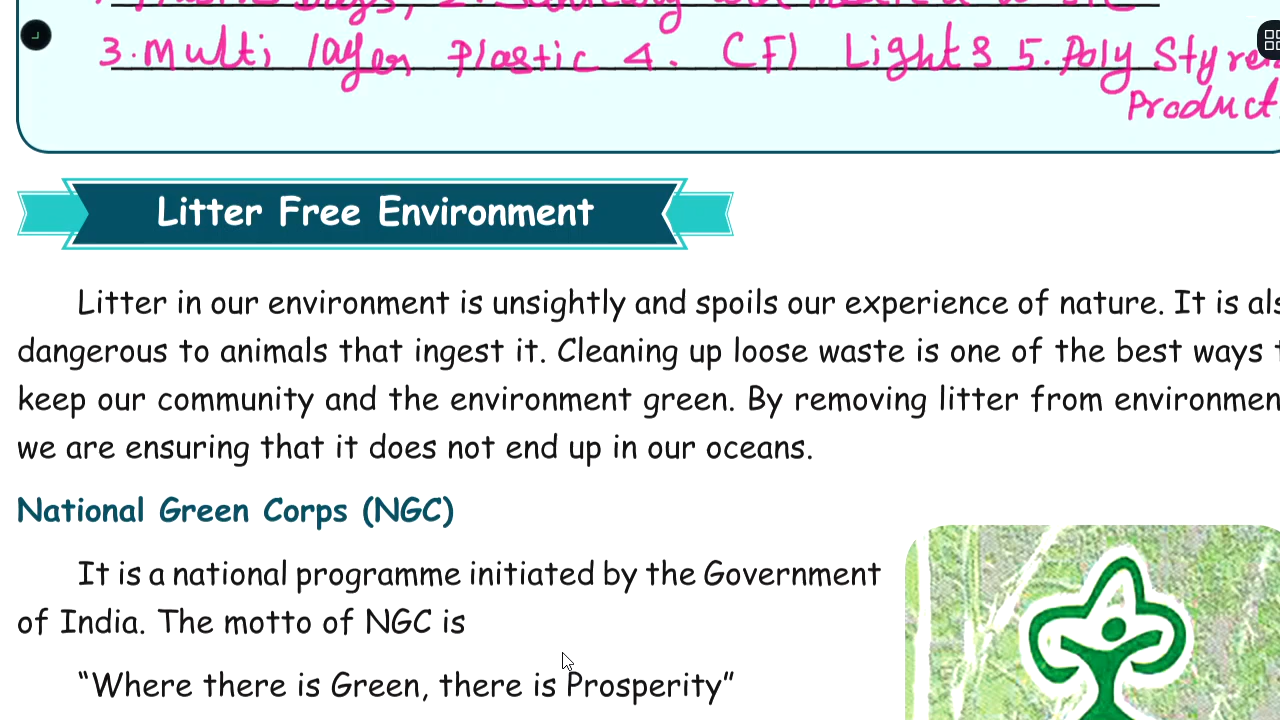 3. Multi layer Plastic 4. CFl Lights 5. Poly
Litter Free Environment
Litter in our environment is unsightly and spoils our experience of nature. It is
dangerous to animals that ingest it. Cleaning up loose waste is one of the best ways
keep our community and the environment green. By removing litter from
we are ensuring that it does not end up in our oceans.
National Green Corps (NGC)
It is a national programme initiated by the Government
of India. The motto of NGC is
“Where there is Green, there is Prosperity”